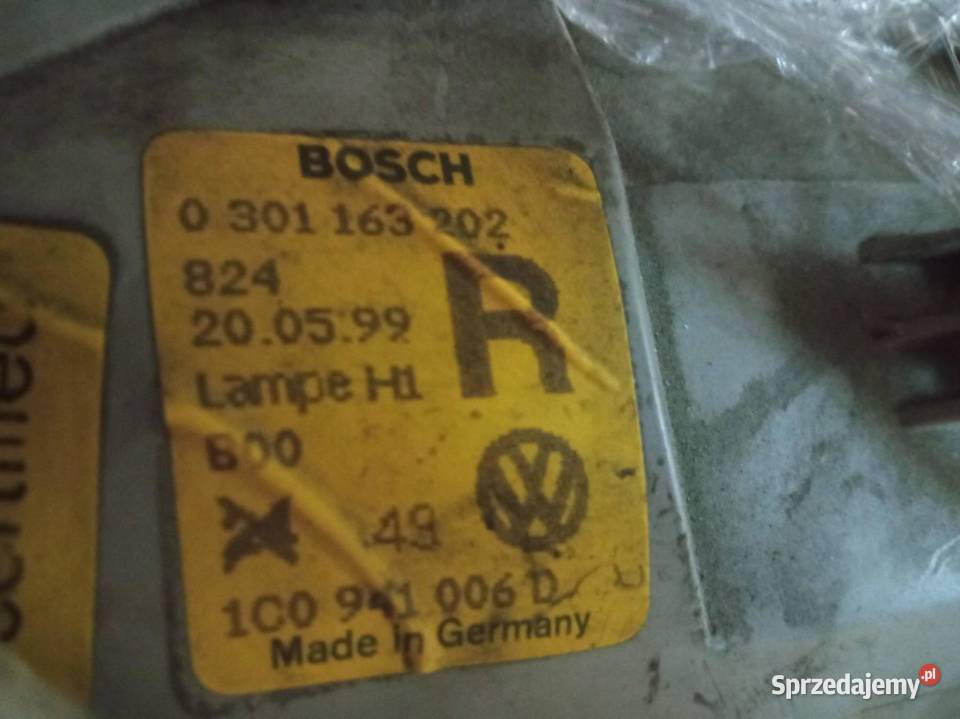 BOSCH
0 301 163 202
824
R
20.05.99
Lampe H1
B00
49
1C0 941 006 D
Made in Germany
Sprzedajemy.pl